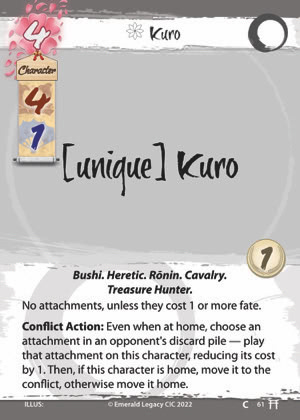 4
Kuro
Character
4
1
[unique] Kuro
1
Bushi. Heretic. Rōnin. Cavalry.
Treasure Hunter.
No attachments, unless they cost 1 or more fate.
Conflict Action: Even when at home, choose an
attachment in an opponent's discard pile — play
that attachment on this character, reducing its cost
by 1. Then, if this character is home, move it to the
conflict, otherwise move it home.
ILLUS:
© Emerald Legacy CIC 2022
C 61